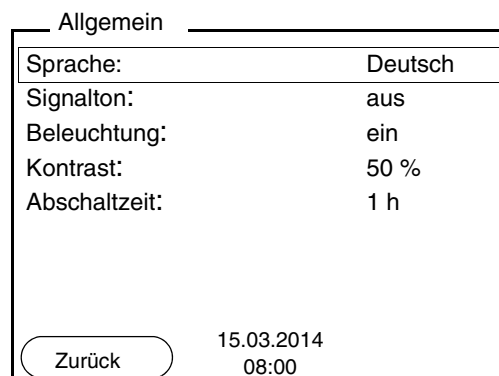 Allgemein
Sprache: Deutsch
Signalton: aus
Beleuchtung: ein
Kontrast: 50 %
Abschaltzeit: 1 h
15.03.2014
Zurück 08:00